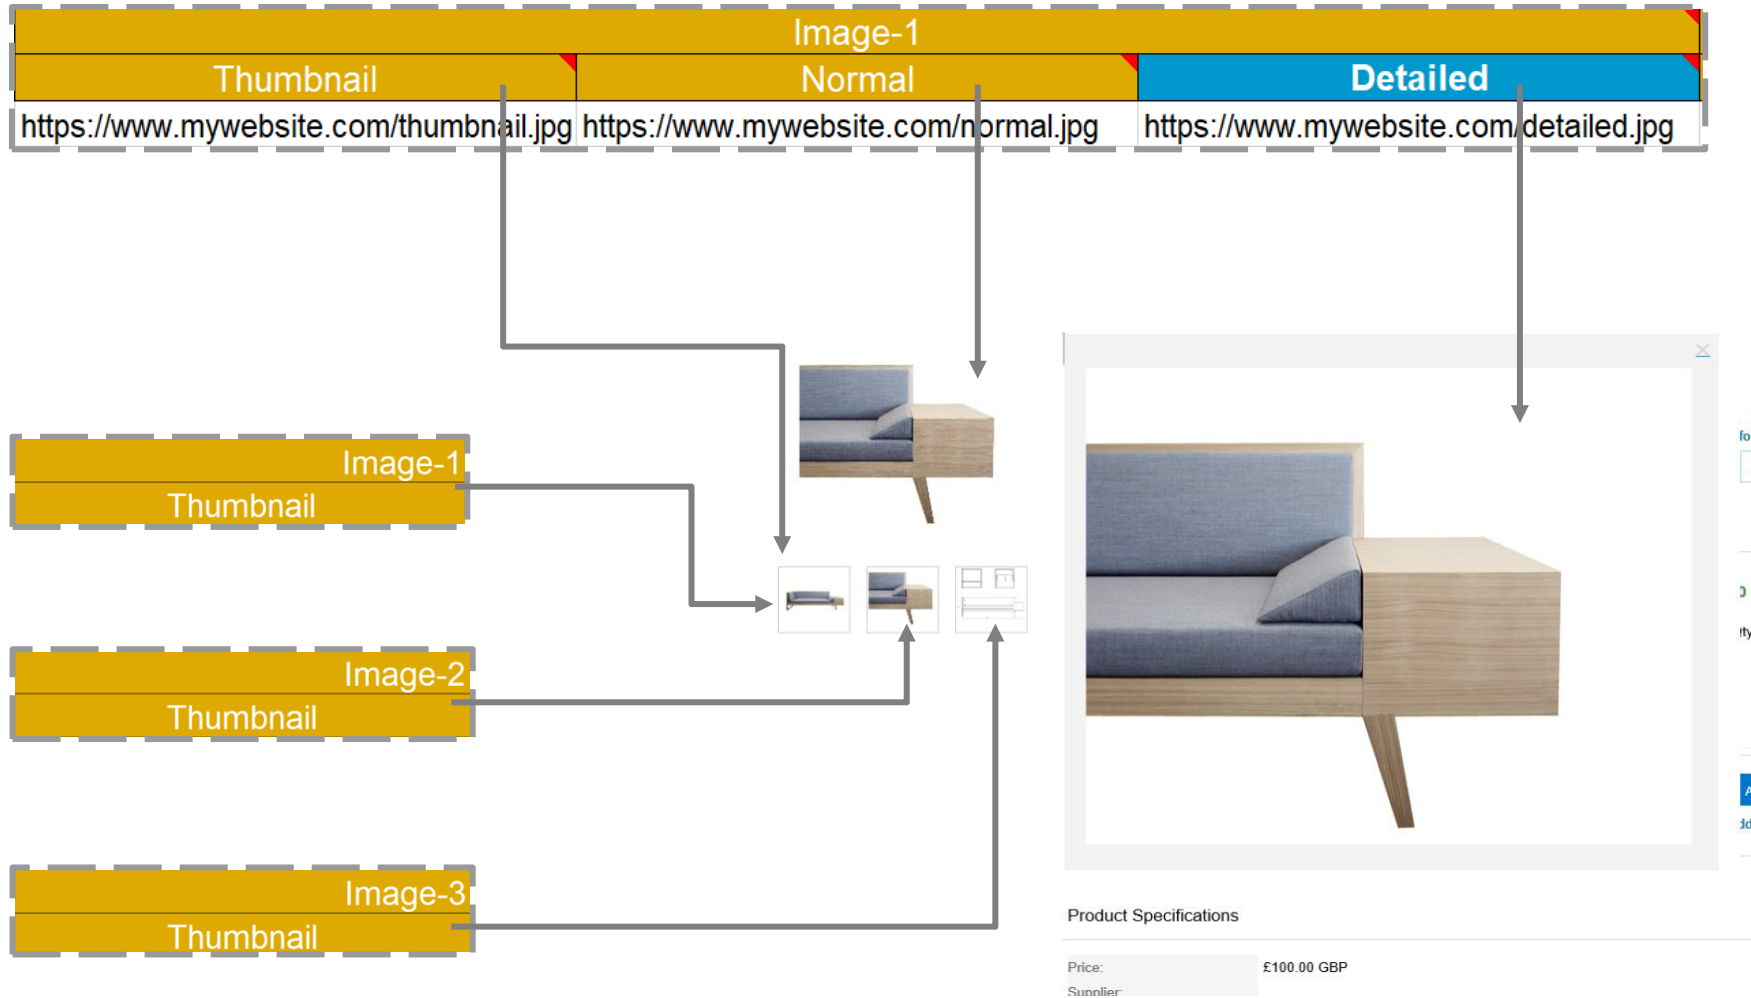 Image-1
Thumbnail Normal Detailed
https://www.mywebsite.com/thumbnail.jpg https://www.mywebsite.com/normal.jpg https://www.mywebsite.com/detailed.jpg
Image-1
Thumbnail
Image-2
Thumbnail
Image-3
Thumbnail
Product Specifications
Price: £100.00 GBP
Supplier: